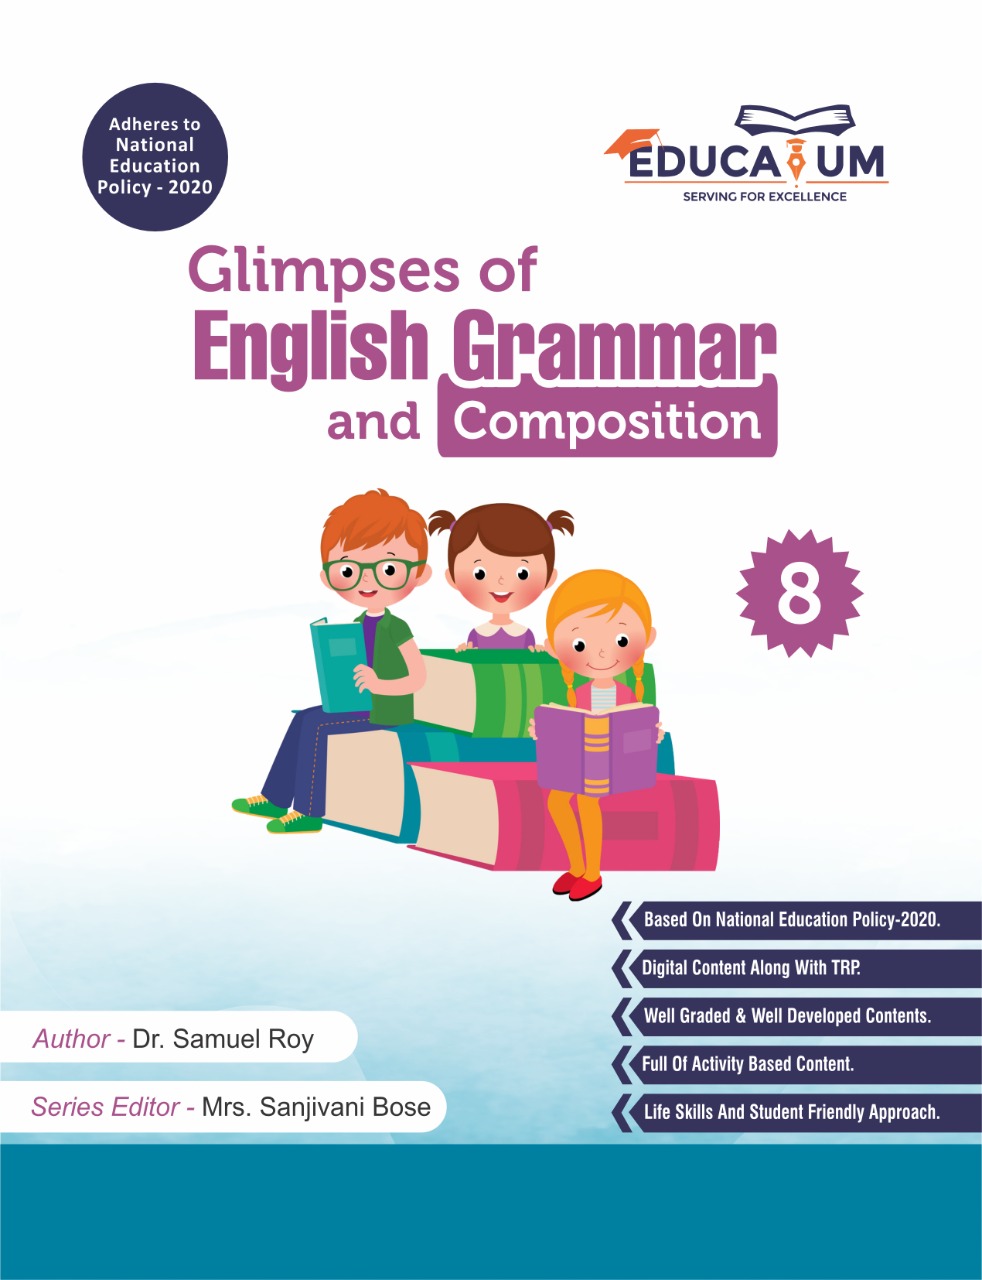 Adheres to
National
Education
Policy - 2020
EDUCATIUM
SERVING FOR EXCELLENCE
Glimpses of
English Grammar
and Composition
8
Based On National Education Policy-2020.
Digital Content Along With TRP.
Well Graded & Well Developed Contents.
Full Of Activity Based Content.
Life Skills And Student Friendly Approach.
Author - Dr. Samuel Roy
Series Editor - Mrs. Sanjivani Bose